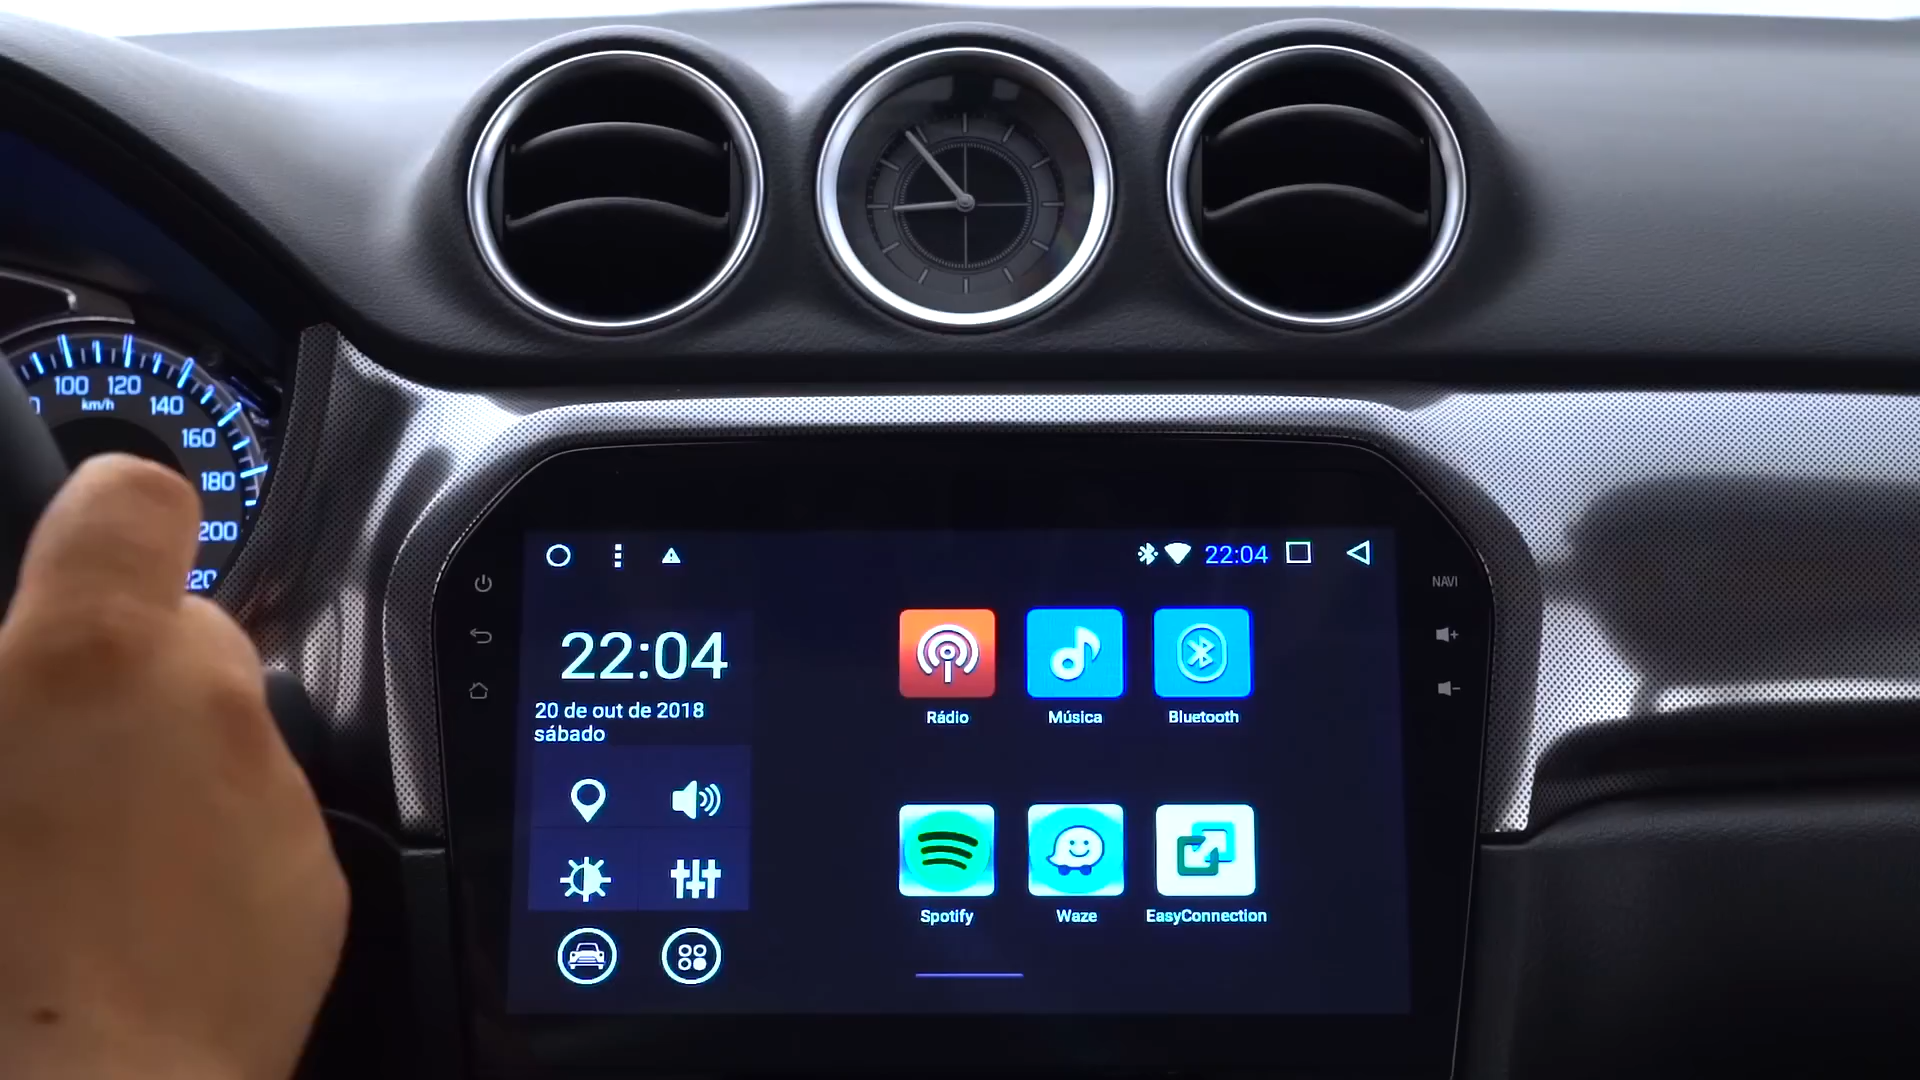 100 120
km/h
140
160
180
200
220
22:04
NAVI
22:04
20 de out de 2018
sábado
Rádio
Música
Bluetooth
Spotify
Waze
EasyConnection